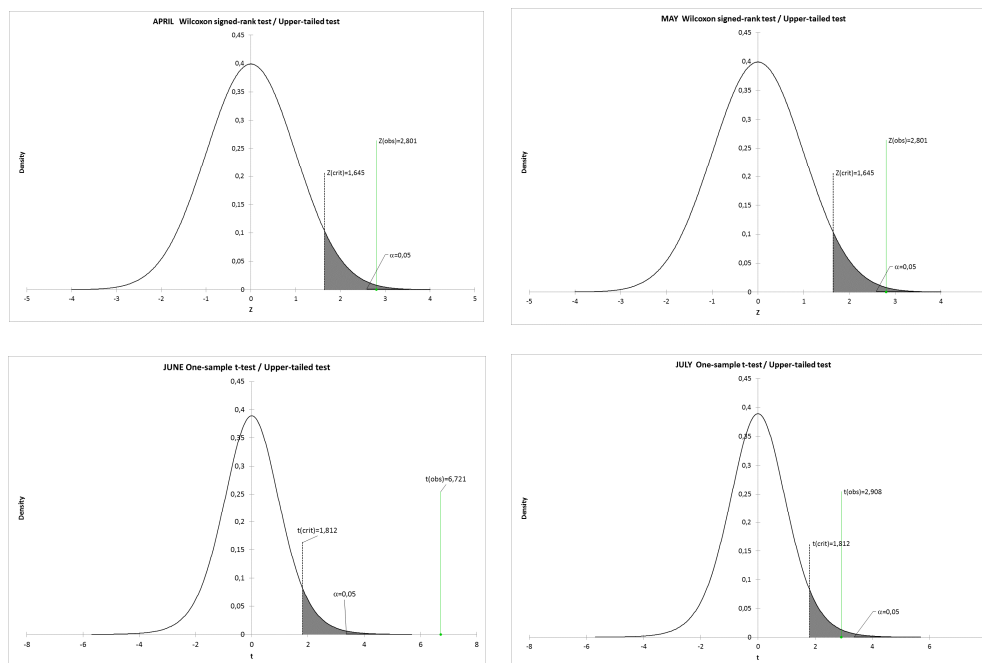 APRIL Wilcoxon signed-rank test / Upper-tailed test
0,45
0,4
0,35
0,3
Z(obs)=2,801
0,25
Density
0,2
Z(crit)=1,645
0,15
0,1
α=0,05
0,05
0
-5 -4 -3 -2 -1 0 1 2 3 4 5
Z
MAY Wilcoxon signed-rank test / Upper-tailed test
0,45
0,4
0,35
0,3
Z(obs)=2,801
0,25
Density
0,2
Z(crit)=1,645
0,15
0,1
α=0,05
0,05
0
-5 -4 -3 -2 -1 0 1 2 3 4
Z
JUNE One-sample t-test / Upper-tailed test
0,45
0,4
0,35
0,3
t(obs)=6,721
0,25
Density
0,2
t(crit)=1,812
0,15
0,1
α=0,05
0,05
0
-8 -6 -4 -2 0 2 4 6 8
t
JULY One-sample t-test / Upper-tailed test
0,45
0,4
0,35
0,3
t(obs)=2,908
0,25
Density
0,2
t(crit)=1,812
0,15
0,1
α=0,05
0,05
0
-8 -6 -4 -2 0 2 4 6
t